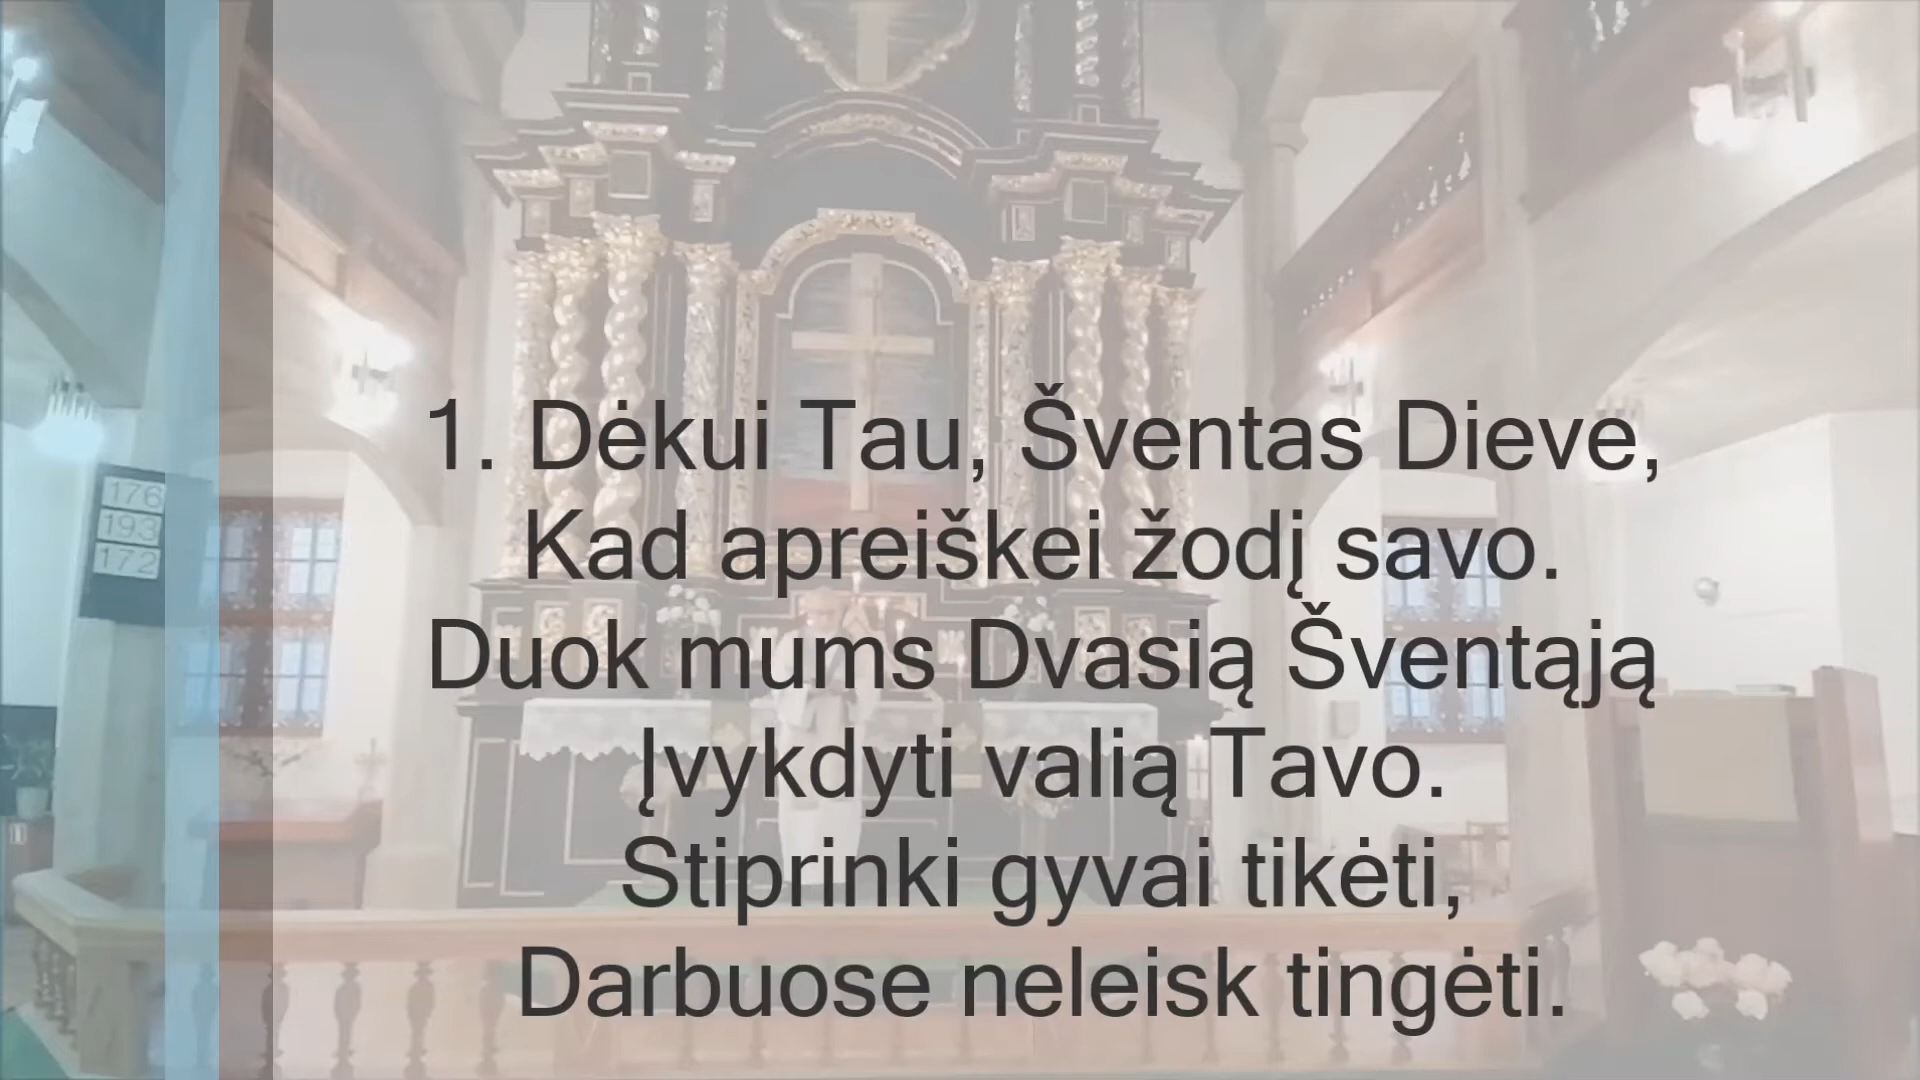 1. Dėkui Tau, Šventas Dieve,
Kad apreiškei žodį savo.
Duok mums Dvasią Šventąją
Įvykdyti valią Tavo.
Stiprinki gyvai tikėti,
Darbuose neleisk tingėti.
176
193
172